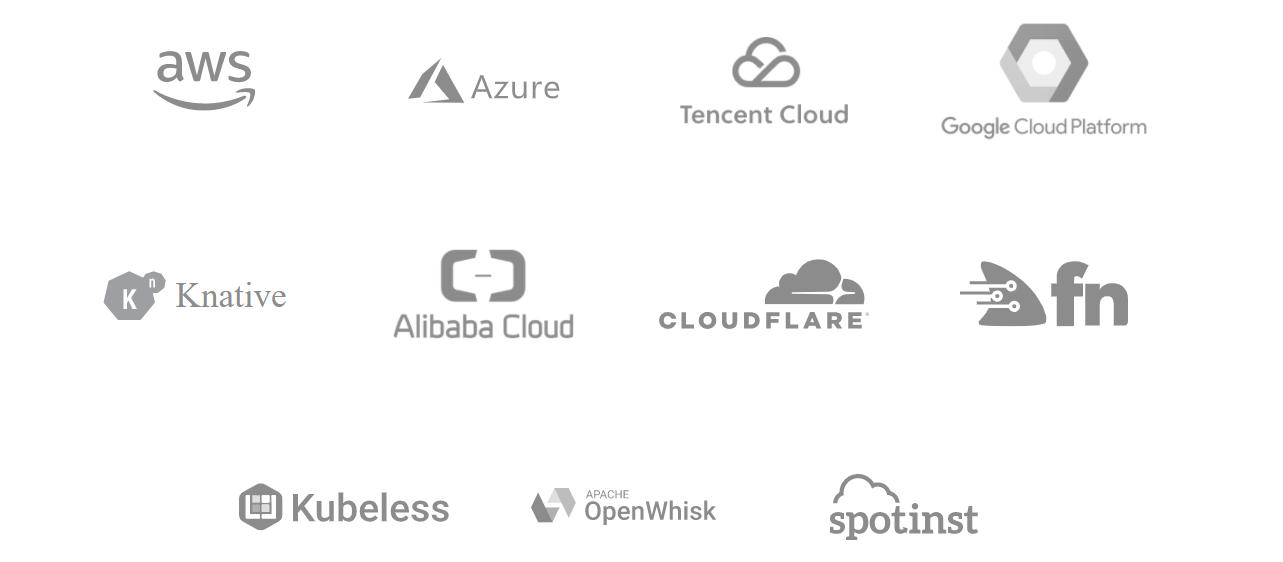 aws
Azure
Tencent Cloud
Google Cloud Platform
K
n
Knative
Alibaba Cloud
CLOUDFLARE
fn
Kubeless
APACHE
OpenWhisk
spotinst